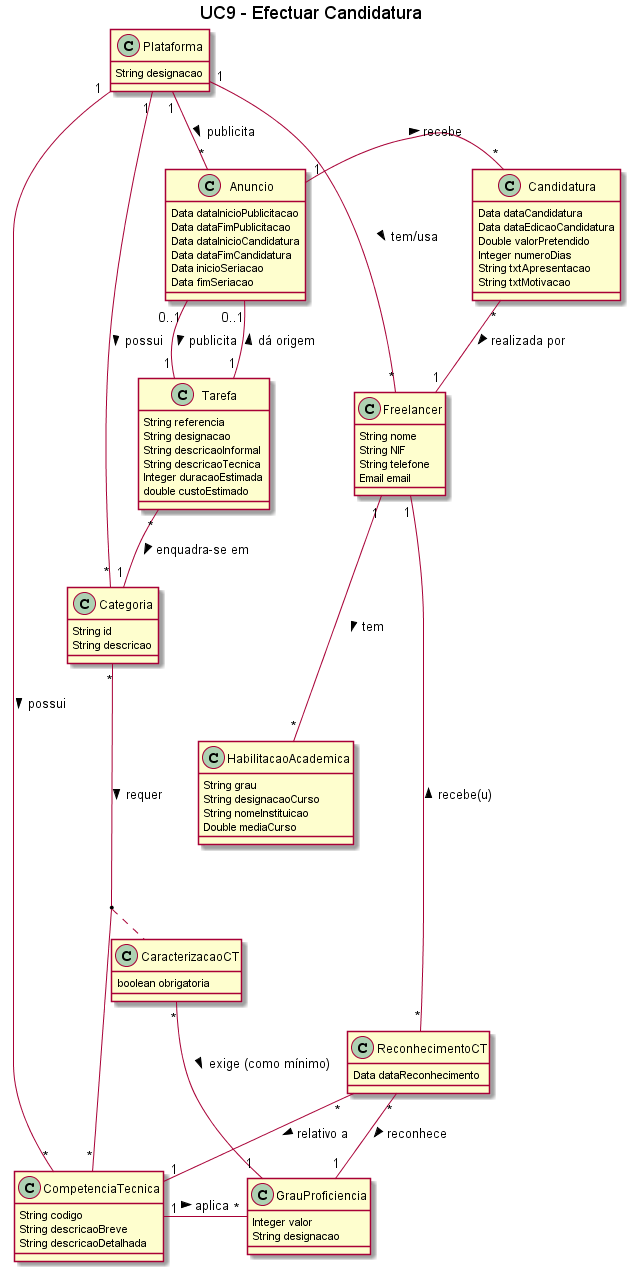 UC9 - Efectuar Candidatura
C Plataforma
String designacao
1
1
1
1
publicita
*
recebe
1
*
C Anuncio
Data dataInicioPublicitacao
Data dataFimPublicitacao
Data dataInicioCandidatura
Data dataFimCandidatura
Data inicioSeriacao
Data fimSeriacao
C Candidatura
Data dataCandidatura
Data dataEdicaoCandidatura
Double valorPretendido
Integer numeroDias
String txtApresentacao
String txtMotivacao
tem/usa
0..1
0..1
*
possui
publicita
dá origem
realizada por
1
1
*
1
C Tarefa
String referencia
String designacao
String descricaoInformal
String descricaoTecnica
Integer duracaoEstimada
double custoEstimado
C Freelancer
String nome
String NIF
String telefone
Email email
*
1
1
enquadra-se em
*
1
C Categoria
String id
String descricao
tem
*
possui
*
C HabilitacaoAcademica
String grau
String designacaoCurso
String nomeInstituicao
Double mediaCurso
requer
recebe(u)
C CaracterizacaoCT
boolean obrigatoria
*
*
exige (como mínimo)
C ReconhecimentoCT
Data dataReconhecimento
*
*
relativo a
reconhece
*
*
1
1
1
C CompetenciaTecnica
String codigo
String descricaoBreve
String descricaoDetalhada
1
aplica
*
C GrauProficiencia
Integer valor
String designacao